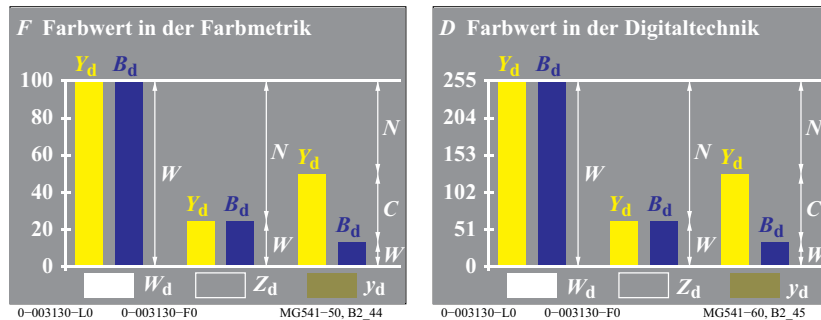 F Farbwert in der Farbmetrik
Yd Bd
100
80
60
40
20
0
W
Yd Bd
N
W
Yd
Bd
N
C
W
Wd Zd yd
0−003130−L0 0−003130−F0 MG541−50, B2_44
D Farbwert in der Digitaltechnik
Yd Bd
255
204
153
102
51
0
W
Yd Bd
N
W
Yd
Bd
N
C
W
Wd Zd yd
0−003130−L0 0−003130−F0 MG541−60, B2_45